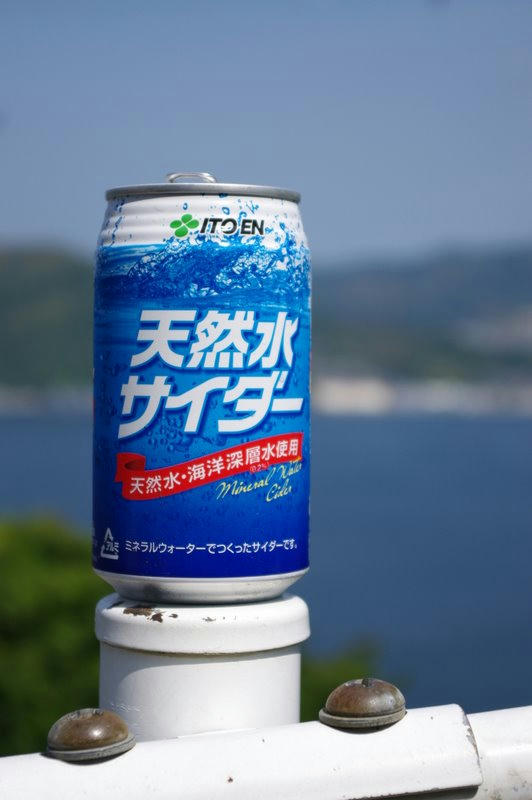 ITO EN
天然水
サイダー
天然水・海洋深層水使用
(0.2%)
Mineral Water
Cider
アルミ
ミネラルウォーターでつくったサイダーです。